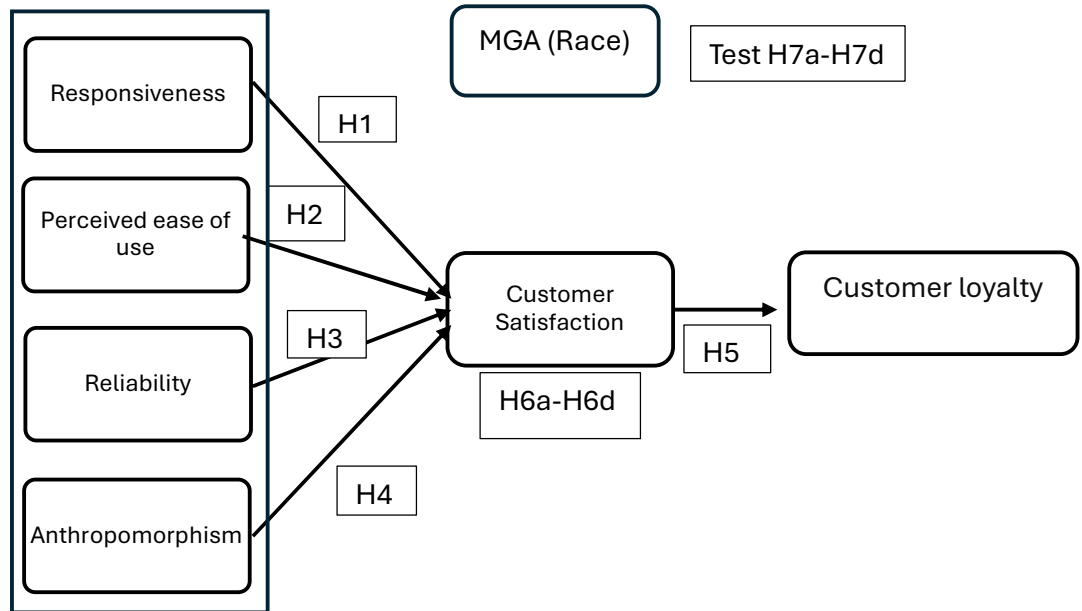 MGA (Race)
Test H7a-H7d
Responsiveness
H1
Perceived ease of
use
H2
Customer
Satisfaction
Customer loyalty
H3
H5
Reliability
H6a-H6d
H4
Anthropomorphism